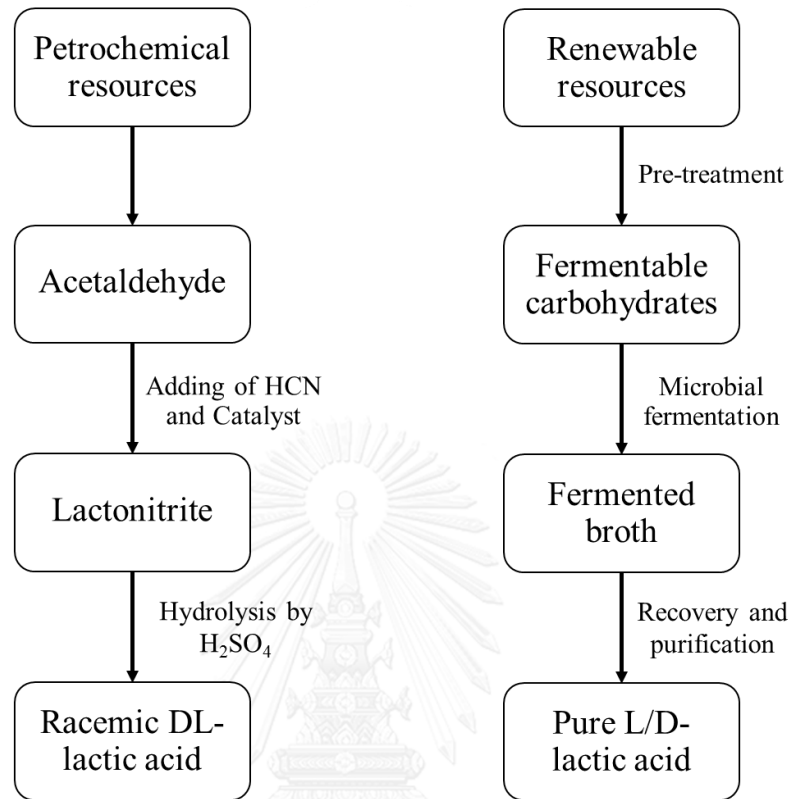 Petrochemical
resources
Acetaldehyde
Adding of HCN
and Catalyst
Lactonitrite
Hydrolysis by
H₂SO₄
Racemic DL-
lactic acid
Renewable
resources
Pre-treatment
Fermentable
carbohydrates
Microbial
fermentation
Fermented
broth
Recovery and
purification
Pure L/D-
lactic acid